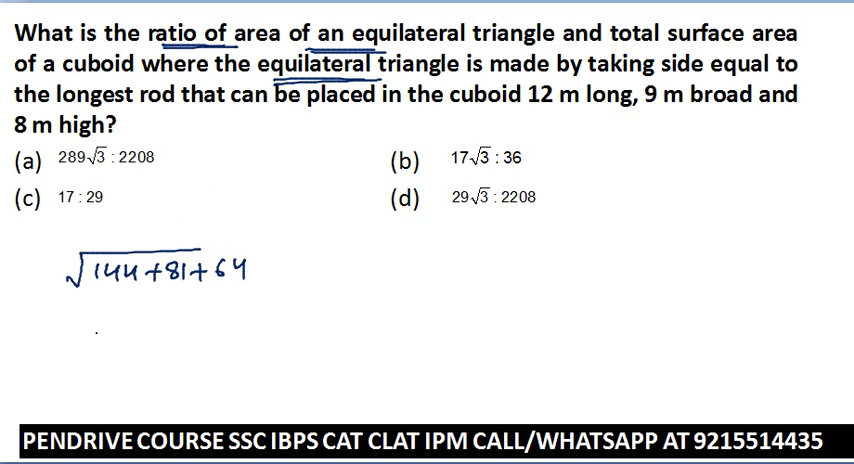 What is the ratio of area of an equilateral triangle and total surface area
of a cuboid where the equilateral triangle is made by taking side equal to
the longest rod that can be placed in the cuboid 12 m long, 9 m broad and
8 m high?
(a) 289√3 : 2208 (b) 17√3 : 36
(c) 17 : 29 (d) 29√3 : 2208
√144+81+64
PENDRIVE COURSE SSC IBPS CAT CLAT IPM CALL/WHATSAPP AT 9215514435